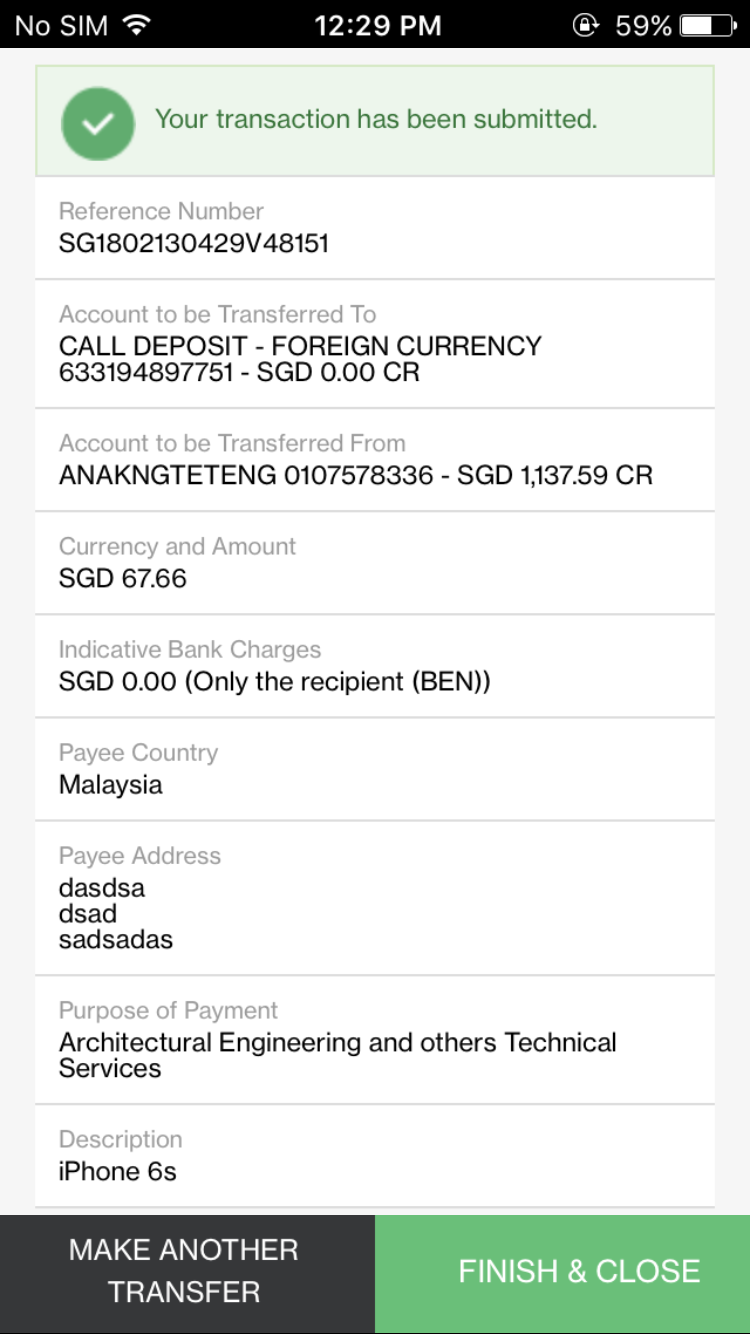 No SIM 12:29 PM 59%
Your transaction has been submitted.
Reference Number
SG1802130429V48151
Account to be Transferred To
CALL DEPOSIT - FOREIGN CURRENCY
633194897751 - SGD 0.00 CR
Account to be Transferred From
ANAKNGTETENG 0107578336 - SGD 1,137.59 CR
Currency and Amount
SGD 67.66
Indicative Bank Charges
SGD 0.00 (Only the recipient (BEN))
Payee Country
Malaysia
Payee Address
dasdsa
dsad
sadsadas
Purpose of Payment
Architectural Engineering and others Technical
Services
Description
iPhone 6s
MAKE ANOTHER
TRANSFER
FINISH & CLOSE